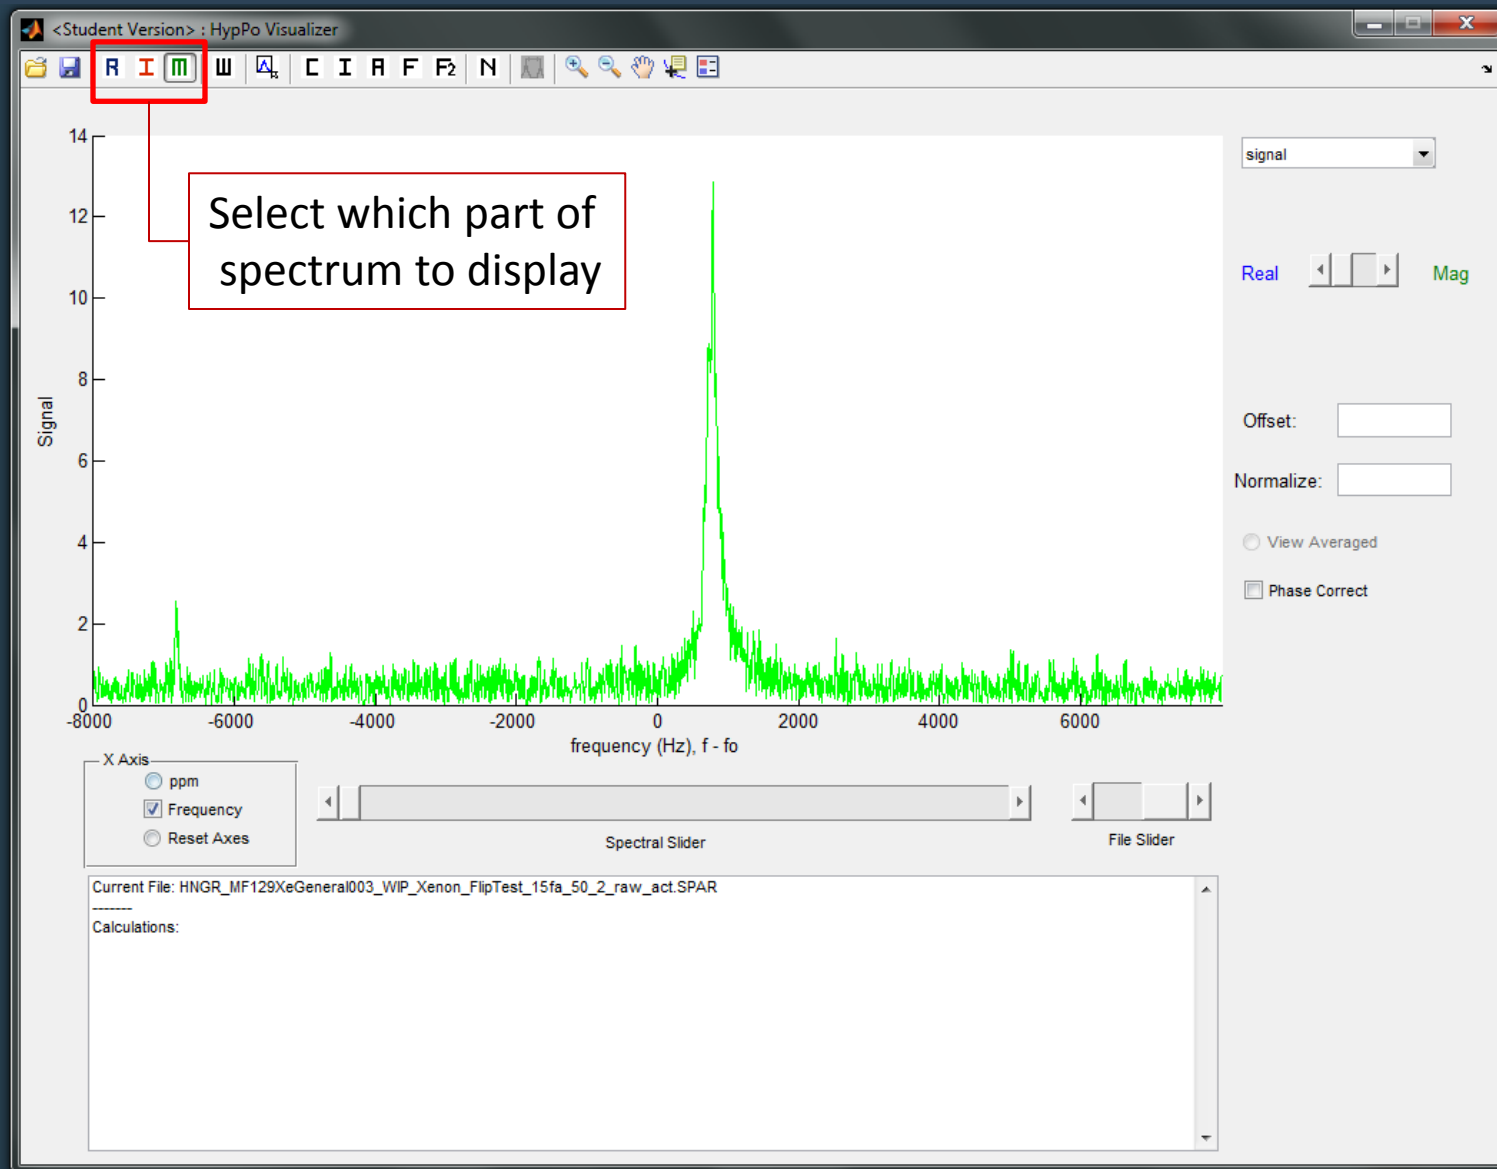 <Student Version> : HypPo Visualizer
R I M W C I A F F2 N
14
12
10
8
6
4
2
0
Signal
Select which part of
spectrum to display
-8000 -6000 -4000 -2000 0 2000 4000 6000
frequency (Hz), f - fo
signal
Real Mag
Offset:
Normalize:
View Averaged
Phase Correct
X Axis
ppm
Frequency
Reset Axes
Spectral Slider
File Slider
Current File: HNGR_MF129XeGeneral003_WIP_Xenon_FlipTest_15fa_50_2_raw_act.SPAR
-------
Calculations: